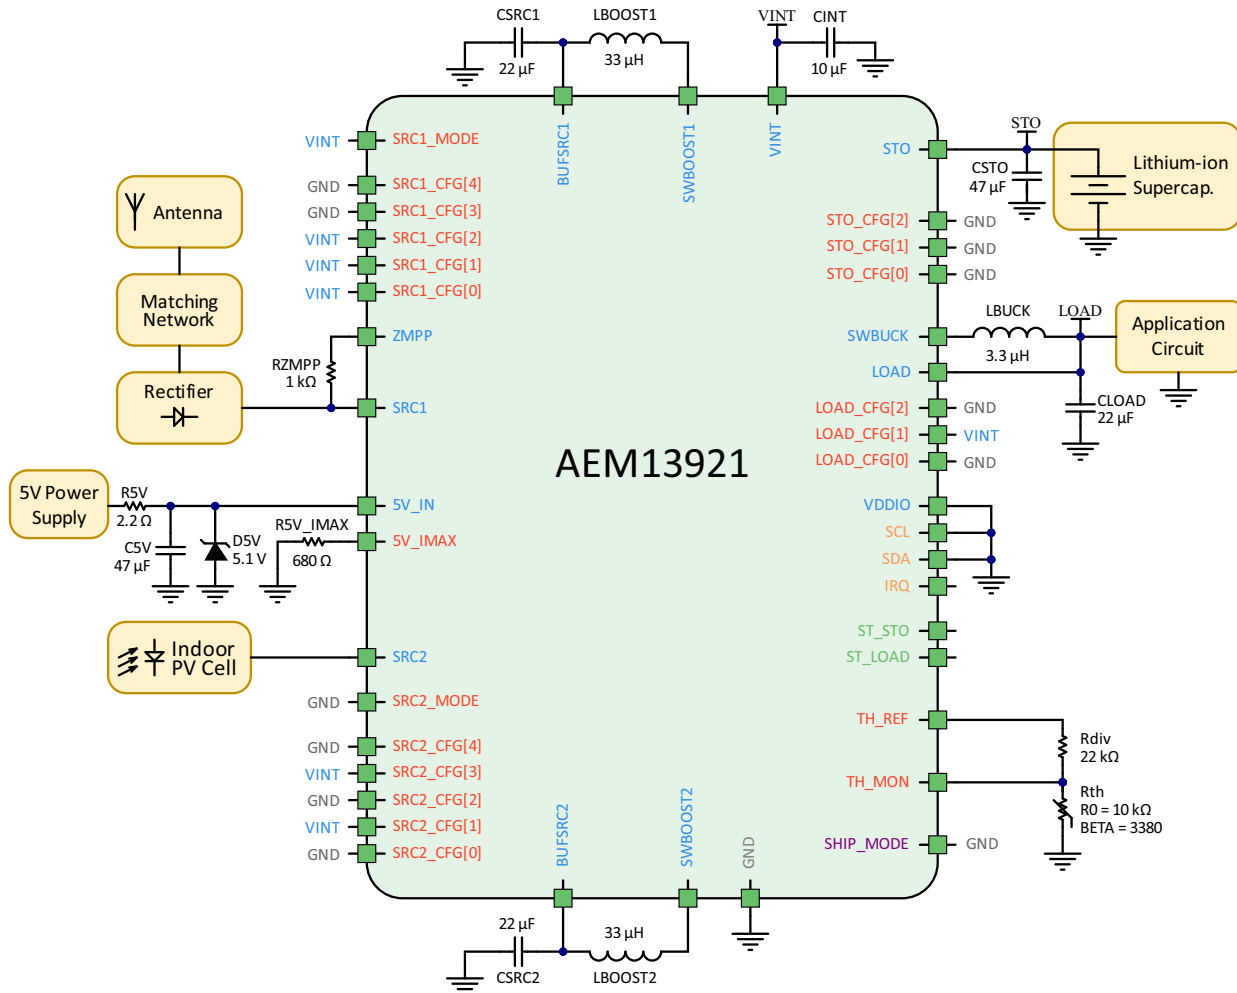 CSRC1
22 µF
LBOOST1
33 µH
VINT
CINT
10 µF
BUFSRC1
SWBOOST1
VINT
VINT SRC1_MODE
GND SRC1_CFG[4]
GND SRC1_CFG[3]
VINT SRC1_CFG[2]
VINT SRC1_CFG[1]
VINT SRC1_CFG[0]
Antenna
Matching
Network
Rectifier
RZMPP
1 kΩ
ZMPP
SRC1
5V Power
Supply
R5V
2.2 Ω
C5V
47 µF
D5V
5.1 V
R5V_IMAX
680 Ω
5V_IN
5V_IMAX
Indoor
PV Cell
SRC2
GND SRC2_MODE
GND SRC2_CFG[4]
VINT SRC2_CFG[3]
GND SRC2_CFG[2]
VINT SRC2_CFG[1]
GND SRC2_CFG[0]
AEM13921
STO
STO
CSTO
47 µF
Lithium-ion
Supercap.
STO_CFG[2] GND
STO_CFG[1] GND
STO_CFG[0] GND
SWBUCK
LBUCK
3.3 µH
LOAD
Application
Circuit
LOAD
CLOAD
22 µF
LOAD_CFG[2] GND
LOAD_CFG[1] VINT
LOAD_CFG[0] GND
VDDIO
SCL
SDA
IRQ
ST_STO
ST_LOAD
TH_REF
Rdiv
22 kΩ
TH_MON
Rth
R0 = 10 kΩ
BETA = 3380
SHIP_MODE GND
BUFSRC2
SWBOOST2
GND
22 µF
CSRC2
33 µH
LBOOST2